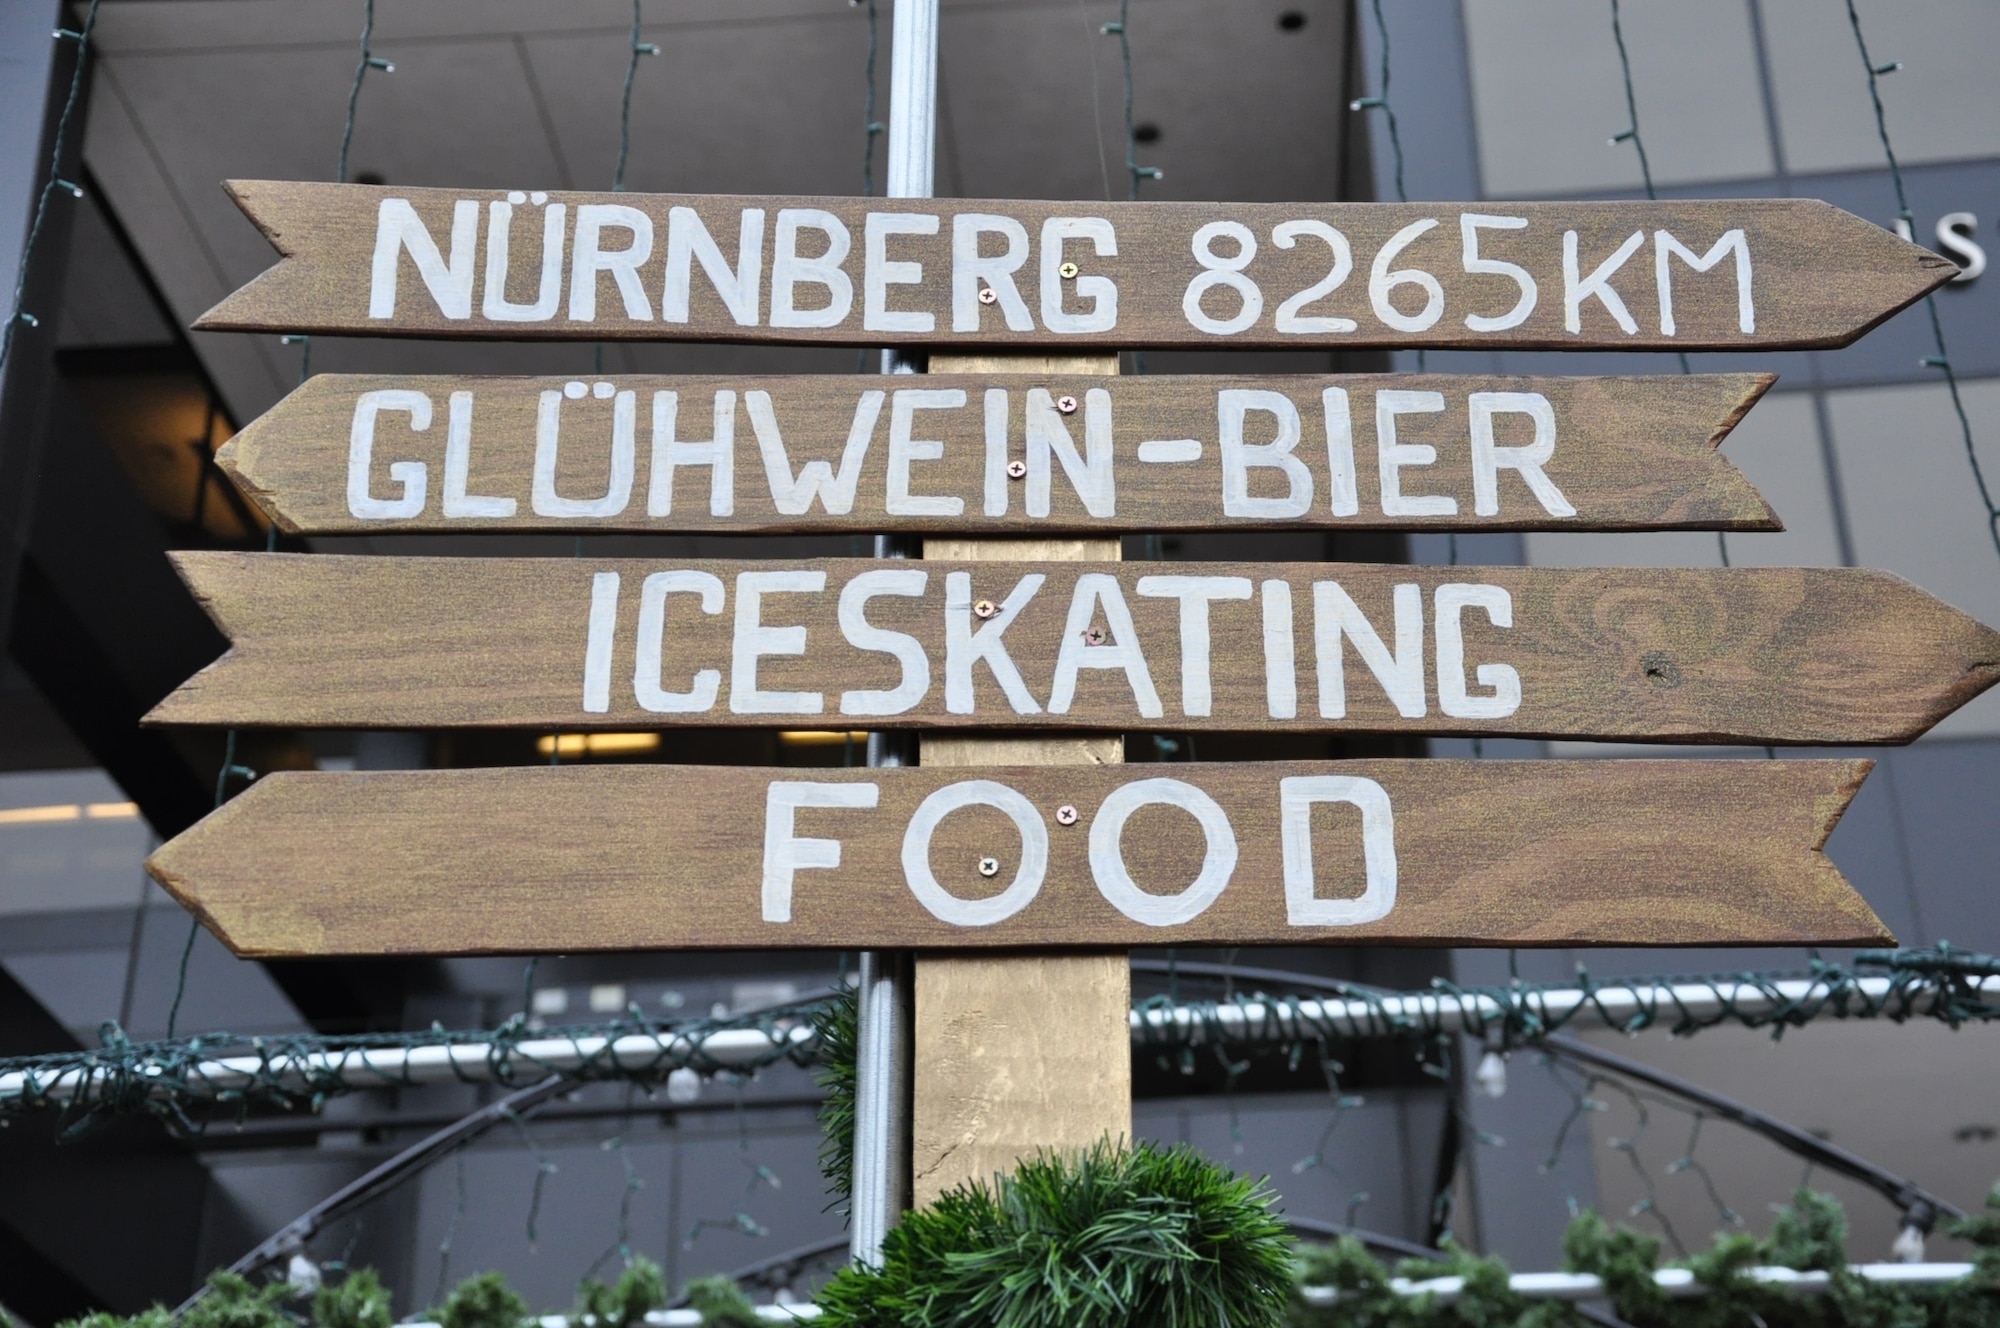 NÜRNBERG 8265KM
GLÜHWEIN-BIER
ICESKATING
FOOD